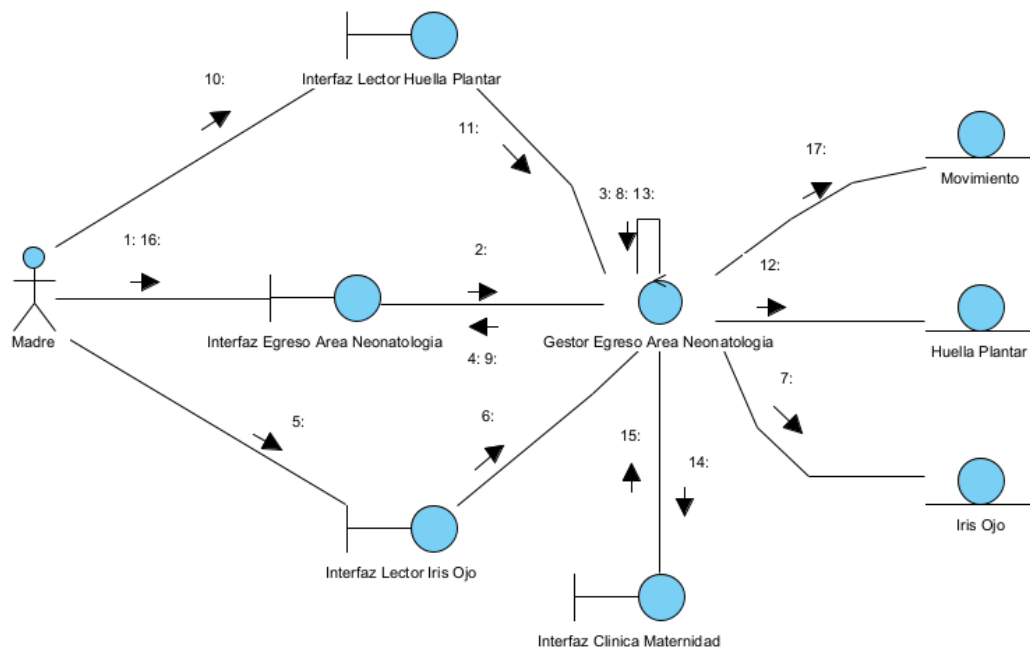 Interfaz Lector Huella Plantar
10:
11:
17:
Movimiento
3: 8: 13:
1: 16:
2:
12:
Madre
Interfaz Egreso Area Neonatologia
Gestor Egreso Area Neonatologia
Huella Plantar
4: 9:
7:
5:
6:
15:
14:
Iris Ojo
Interfaz Lector Iris Ojo
Interfaz Clinica Maternidad